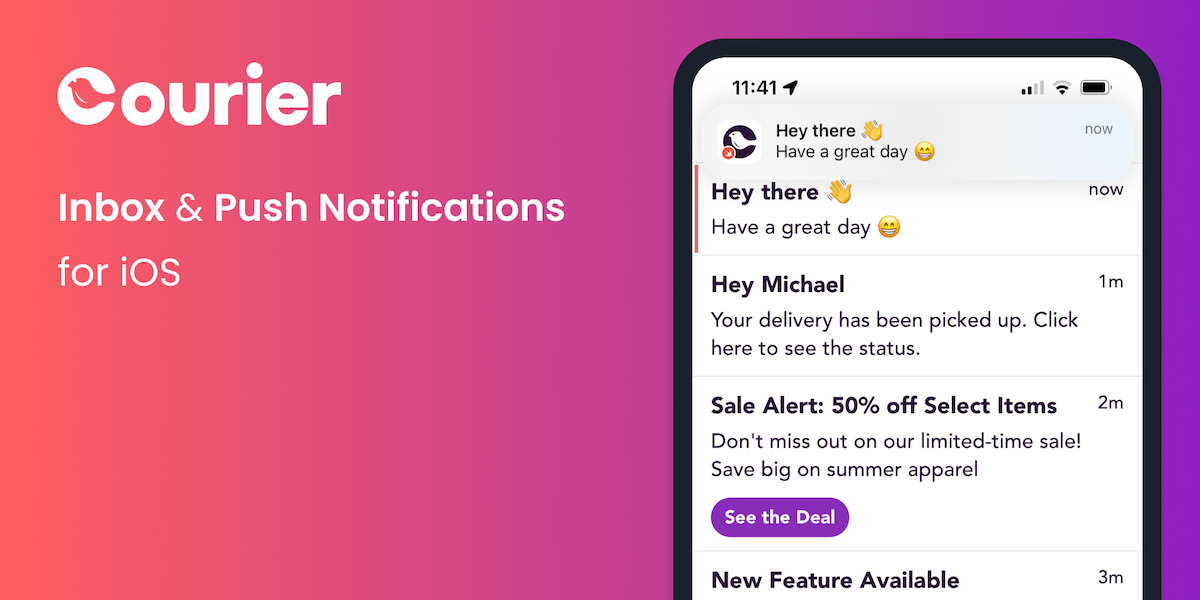 Courier
Inbox & Push Notifications
for iOS
11:41
Hey there 👋
now
Have a great day 😁
Hey there 👋
now
Have a great day 😁
Hey Michael
1m
Your delivery has been picked up. Click
here to see the status.
Sale Alert: 50% off Select Items
2m
Don't miss out on our limited-time sale!
Save big on summer apparel
See the Deal
New Feature Available
3m